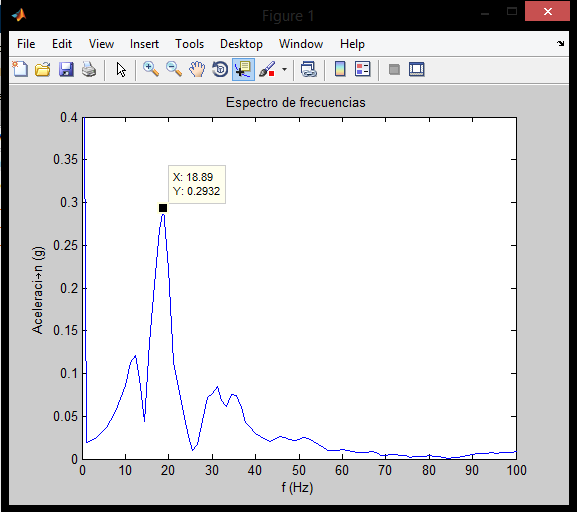 Figure 1
File Edit View Insert Tools Desktop Window Help
Espectro de frecuencias
0.4
0.35
0.3
0.25
0.2
0.15
0.1
0.05
0
X: 18.89
Y: 0.2932
Aceleraci→n (g)
0 10 20 30 40 50 60 70 80 90 100
f (Hz)